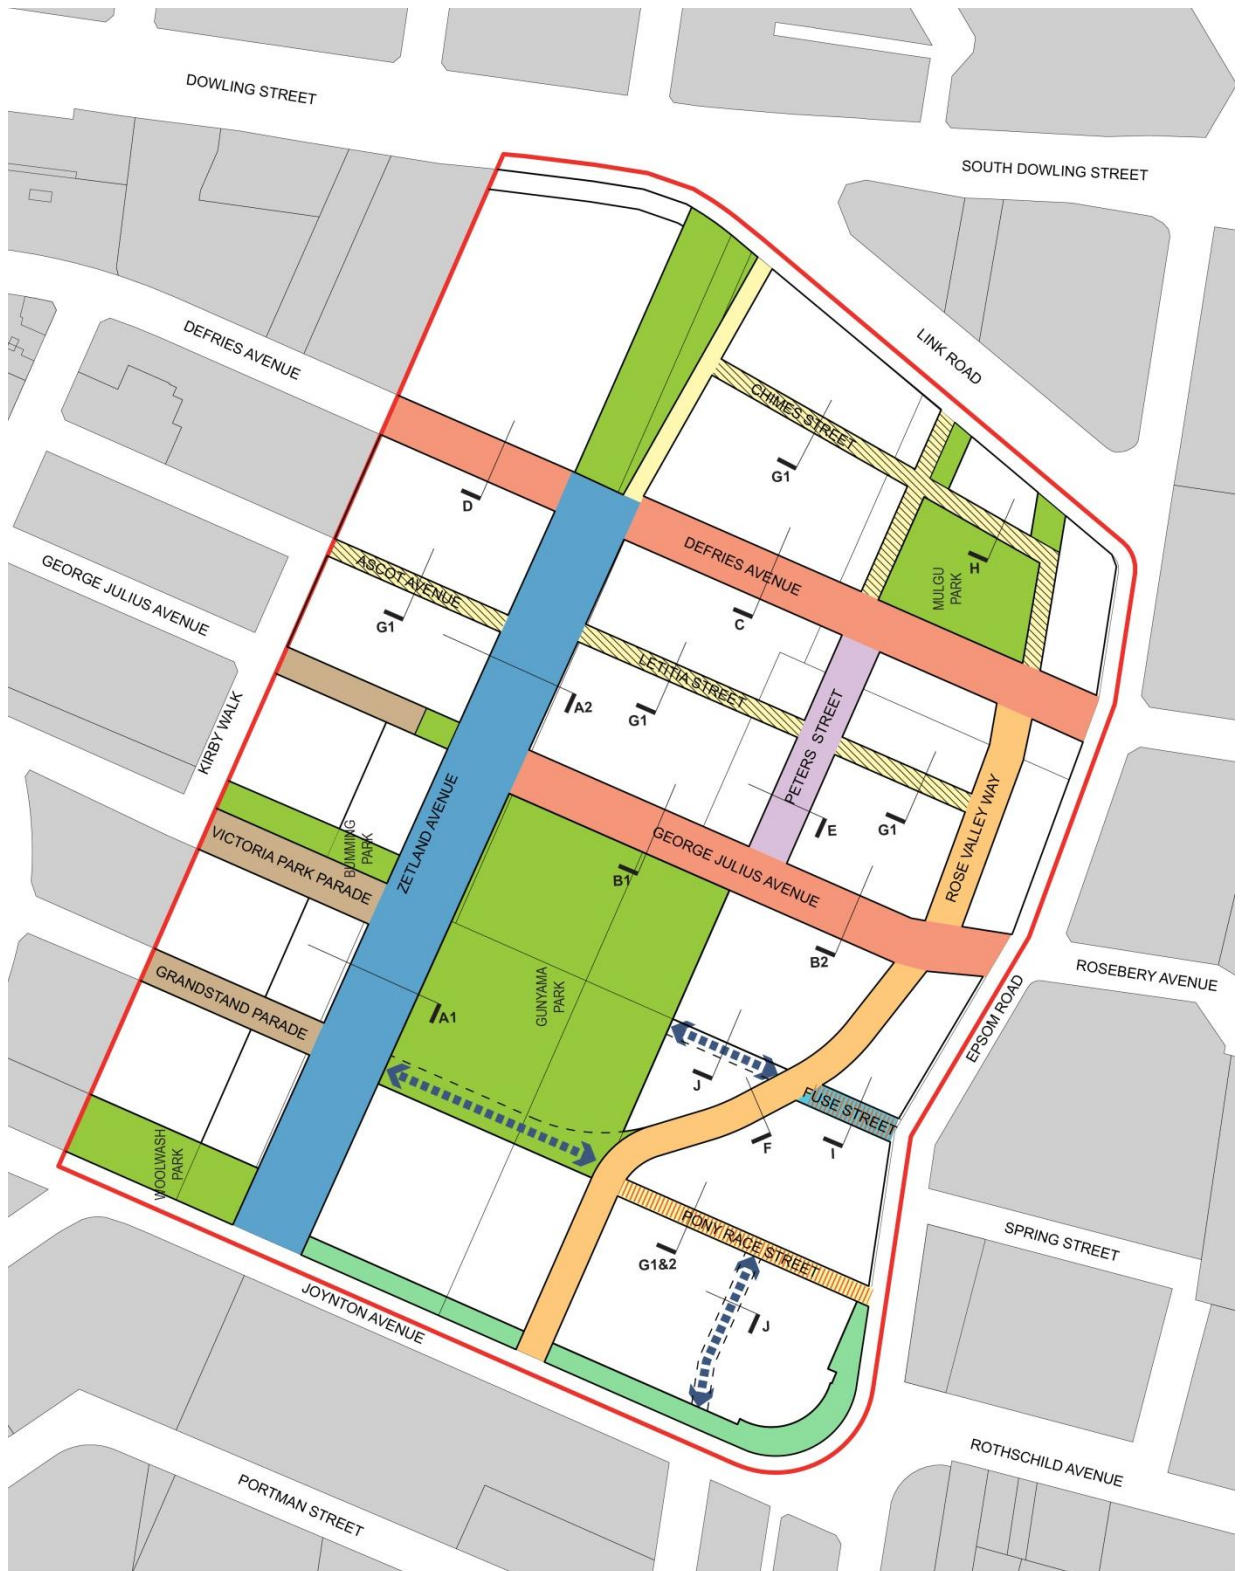 DOWLING STREET
SOUTH DOWLING STREET
LINK ROAD
DEFRIES AVENUE
CHIMES STREET
G1
D
H
DEFRIES AVENUE
MULGU
PARK
GEORGE JULIUS AVENUE
ASCOT AVENUE
G1
C
LETITIA STREET
A2
G1
KIRBY WALK
PETERS STREET
ZETLAND AVENUE
E
G1
ROSE VALLEY WAY
VICTORIA PARK PARADE
BUMMING
PARK
GEORGE JULIUS AVENUE
B1
B2
GRANDSTAND PARADE
A1
GUNYAMA
PARK
ROSEBERY AVENUE
EPSOM ROAD
J
FUSE STREET
F
I
WOOLWASH
PARK
PONY RACE STREET
G1&2
SPRING STREET
J
JOYNTON AVENUE
ROTHSCHILD AVENUE
PORTMAN STREET